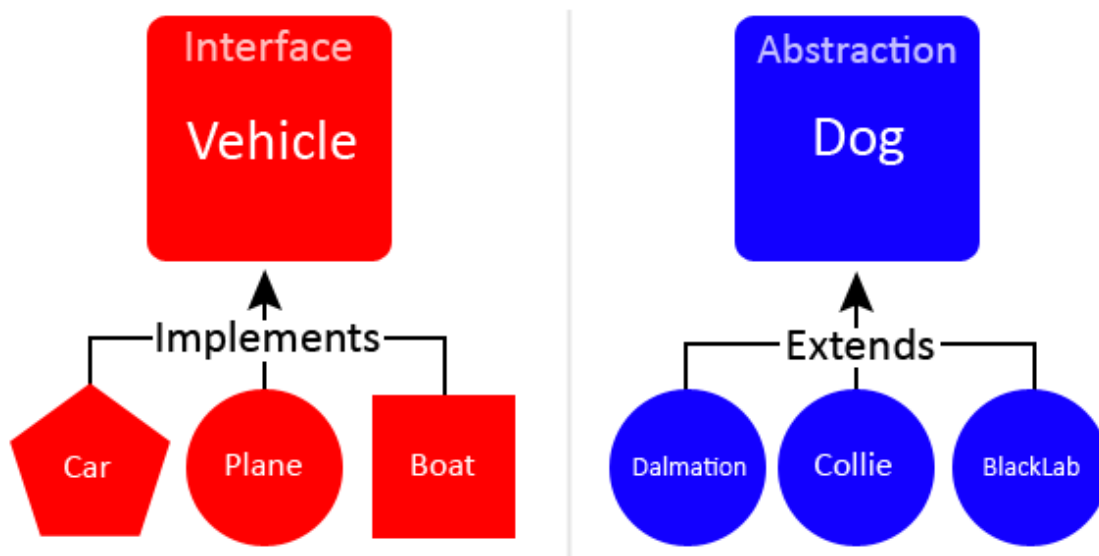 Interface
Vehicle
Implements
Car
Plane
Boat
Abstraction
Dog
Extends
Dalmation
Collie
BlackLab